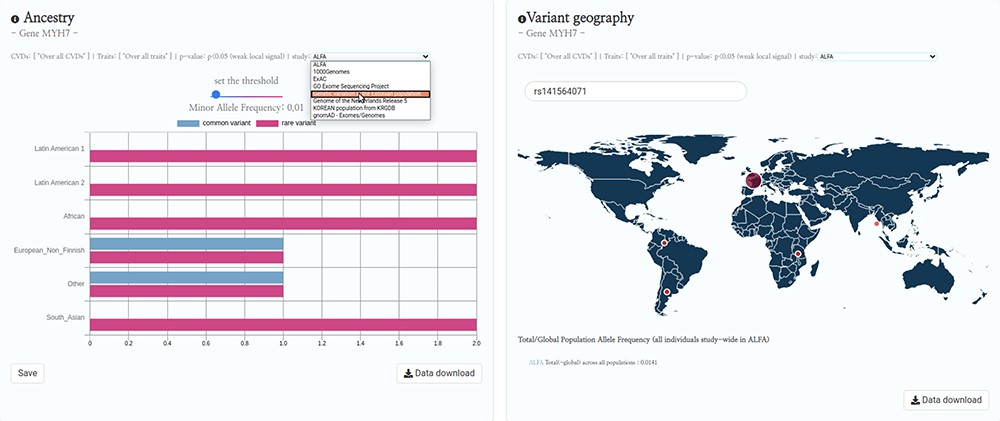 Ancestry
- Gene MYH7 -
CVDs: [ "Over all CVDs" ] | Traits: [ "Over all traits" ] | p-value: p<0.05 (weak local signal) | study: ALFA
ALFA
1000Genomes
ExAC
GO Exome Sequencing Project
Genome of the Netherlands Release 5
KOREAN population from KRGDB
gnomAD - Exomes/Genomes
set the threshold
Minor Allele Frequency: 0,01
common variant
rare variant
Latin American 1
Latin American 2
African
European_Non_Finnish
Other
South_Asian
0 0.2 0.4 0.6 0.8 1.0 1.2 1.4 1.6 1.8 2.0
Save
Data download
Variant geography
- Gene MYH7 -
CVDs: [ "Over all CVDs" ] | Traits: [ "Over all traits" ] | p-value: p<0.05 (weak local signal) | study: ALFA
rs141564071
Total/Global Population Allele Frequency (all individuals study-wide in ALFA)
ALFA Total(-global) across all populations : 0.0141
Data download